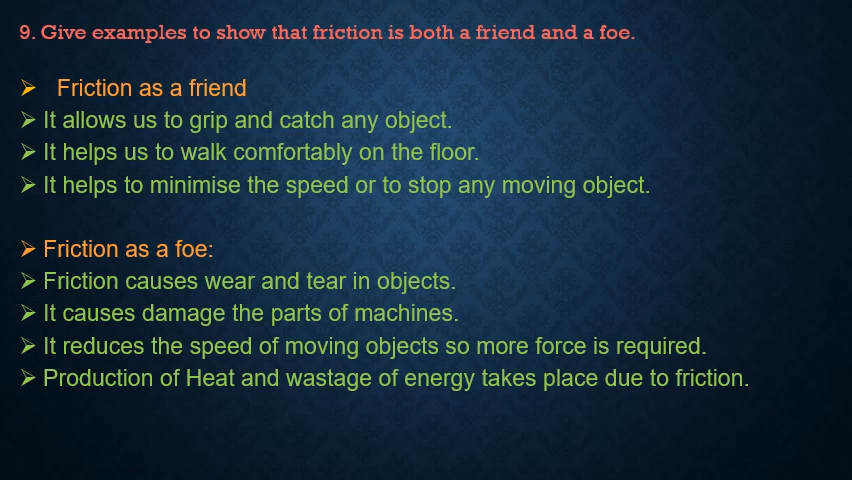 9. Give examples to show that friction is both a friend and a foe.
➢ Friction as a friend
➢ It allows us to grip and catch any object.
➢ It helps us to walk comfortably on the floor.
➢ It helps to minimise the speed or to stop any moving object.
➢ Friction as a foe:
➢ Friction causes wear and tear in objects.
➢ It causes damage the parts of machines.
➢ It reduces the speed of moving objects so more force is required.
➢ Production of Heat and wastage of energy takes place due to friction.